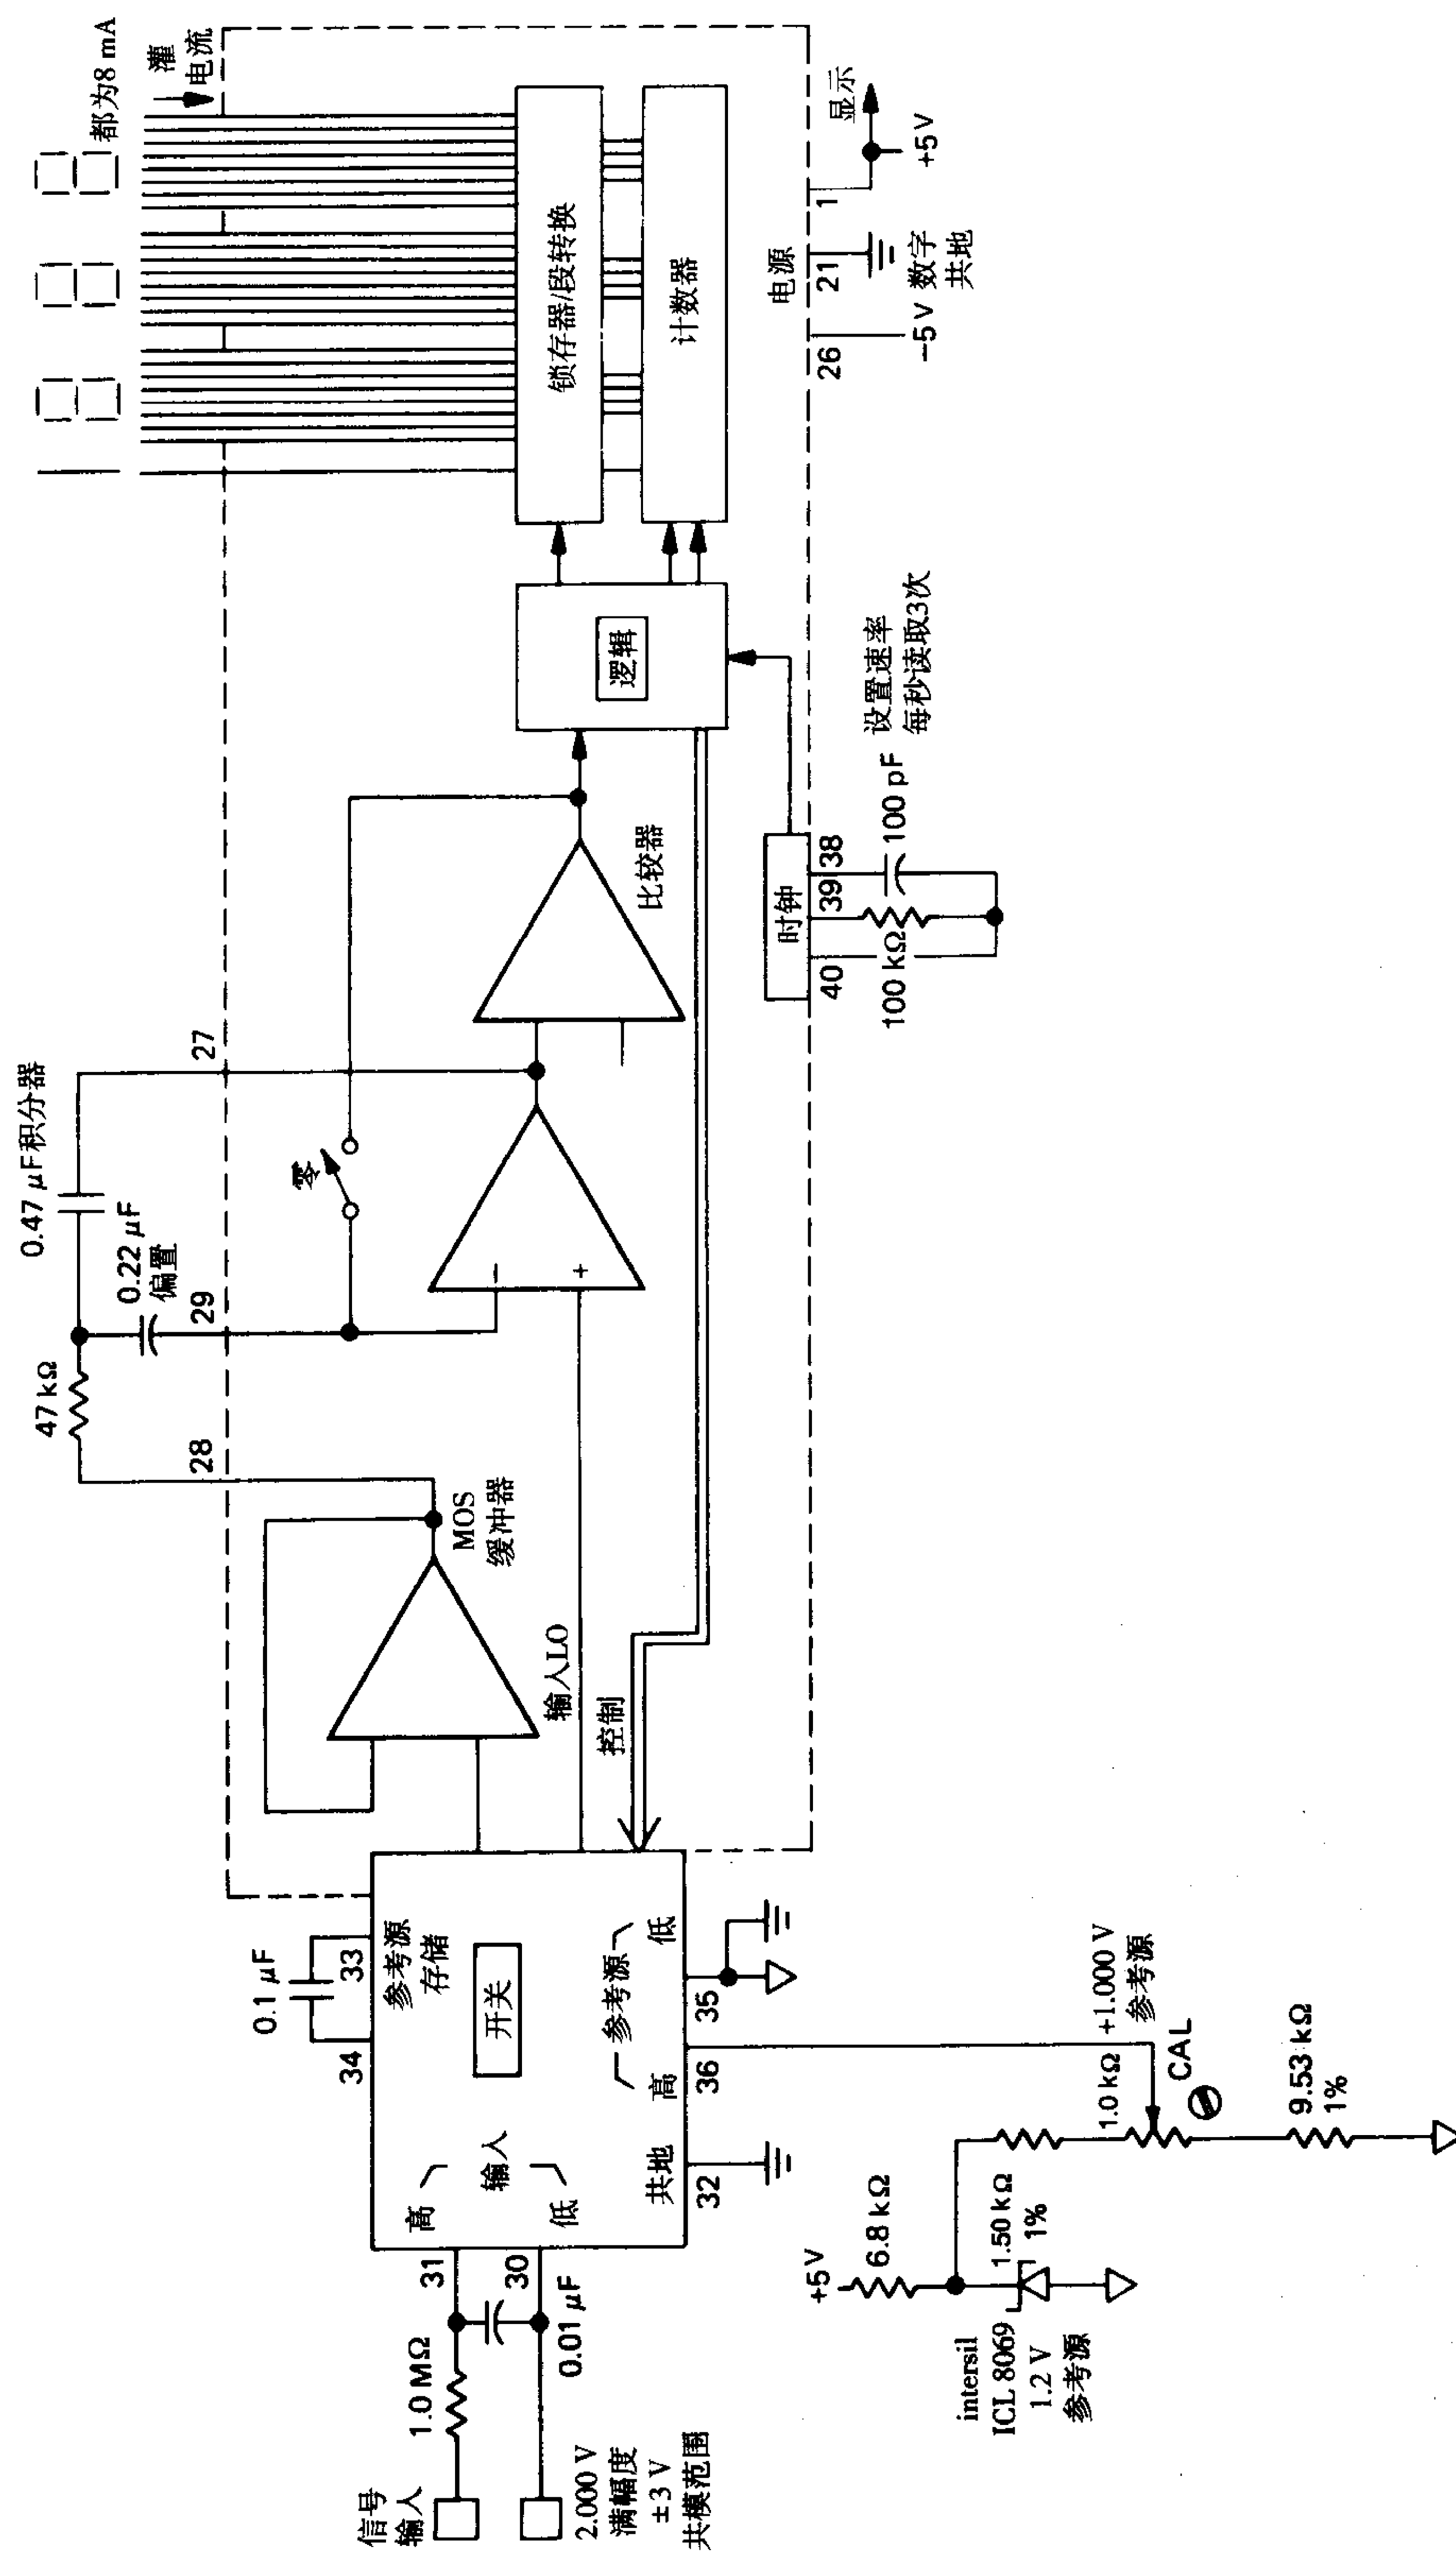 信号
输入
2.000 V
满幅度
±3 V
共模范围
1.0 MΩ
0.01 μF
31
30
高
输入
低
34
33
0.1 μF
参考源
存储
开关
参考源
高
低
共地
32
36
35
intersil
ICL 8069
1.2 V
参考源
+5V
6.8 kΩ
1.50 kΩ
1%
1.0 kΩ
+1.000 V
参考源
CAL
9.53 kΩ
1%
MOS
缓冲器
输入LO
控制
28
47 kΩ
29
0.22 μF
偏置
0.47 μF积分器
27
零
−
+
比较器
逻辑
时钟
40
39
38
100 kΩ
100 pF
设置速率
每秒读取3次
锁存器/段转换
计数器
都为8 mA
灌
电流
电源
26
21
1
−5 V
数字
共地
+5V
显示